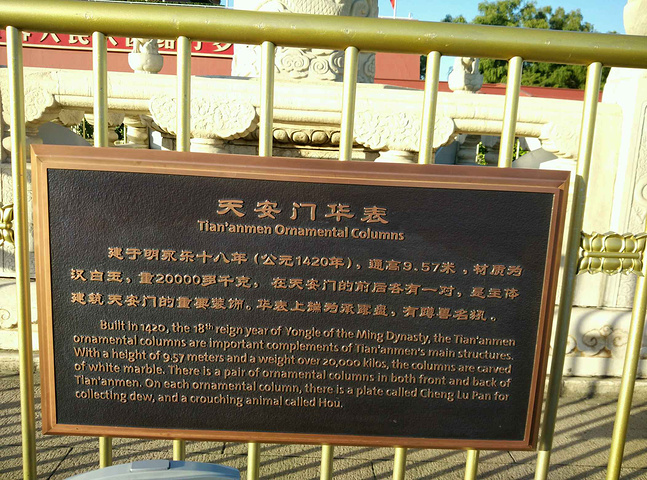 天安门华表
Tian'anmen Ornamental Columns
建于明永乐十八年（公元1420年），通高9.57米，材质为
汉白玉，重20000多千克，在天安门的前后各有一对，是主体
建筑天安门的重要装饰。华表上端为承露盘，有蹲兽名犼。
Built in 1420, the 18th reign year of Yongle of the Ming Dynasty, the Tian'anmen
ornamental columns are important complements of Tian'anmen's main structures.
With a height of 9.57 meters and a weight over 20,000 kilos, the columns are carved
of white marble. There is a pair of ornamental columns in both front and back of
Tian'anmen. On each ornamental column, there is a plate called Cheng Lu Pan for
collecting dew, and a crouching animal called Hou.